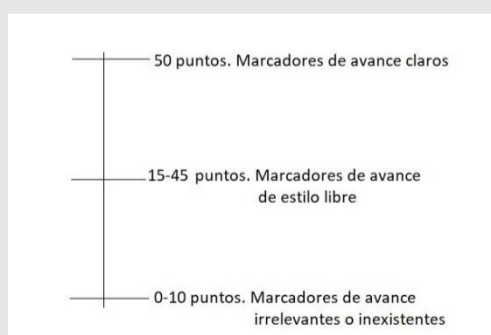 50 puntos. Marcadores de avance claros
15-45 puntos. Marcadores de avance
de estilo libre
0-10 puntos. Marcadores de avance
irrelevantes o inexistentes